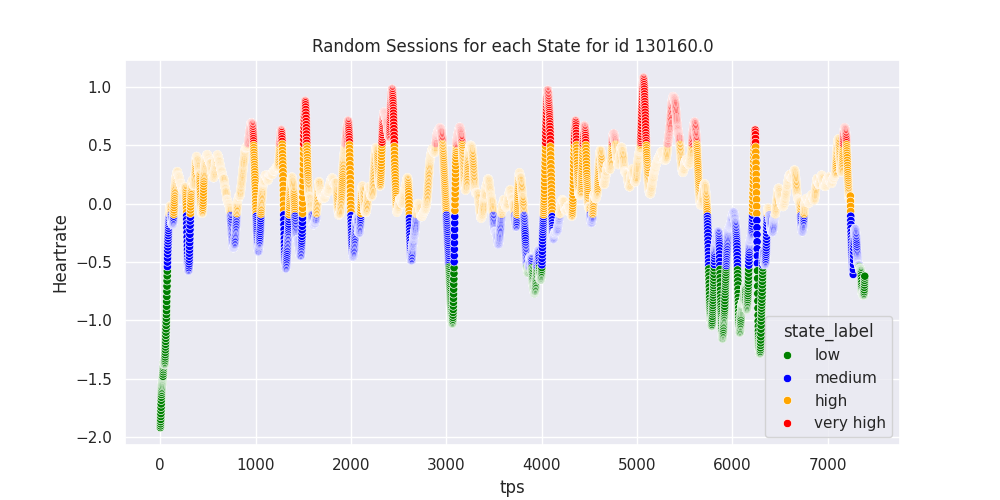 Random Sessions for each State for id 130160.0
Heartrate
1.0
0.5
0.0
−0.5
−1.0
−1.5
−2.0
0 1000 2000 3000 4000 5000 6000 7000
tps
state_label
low
medium
high
very high